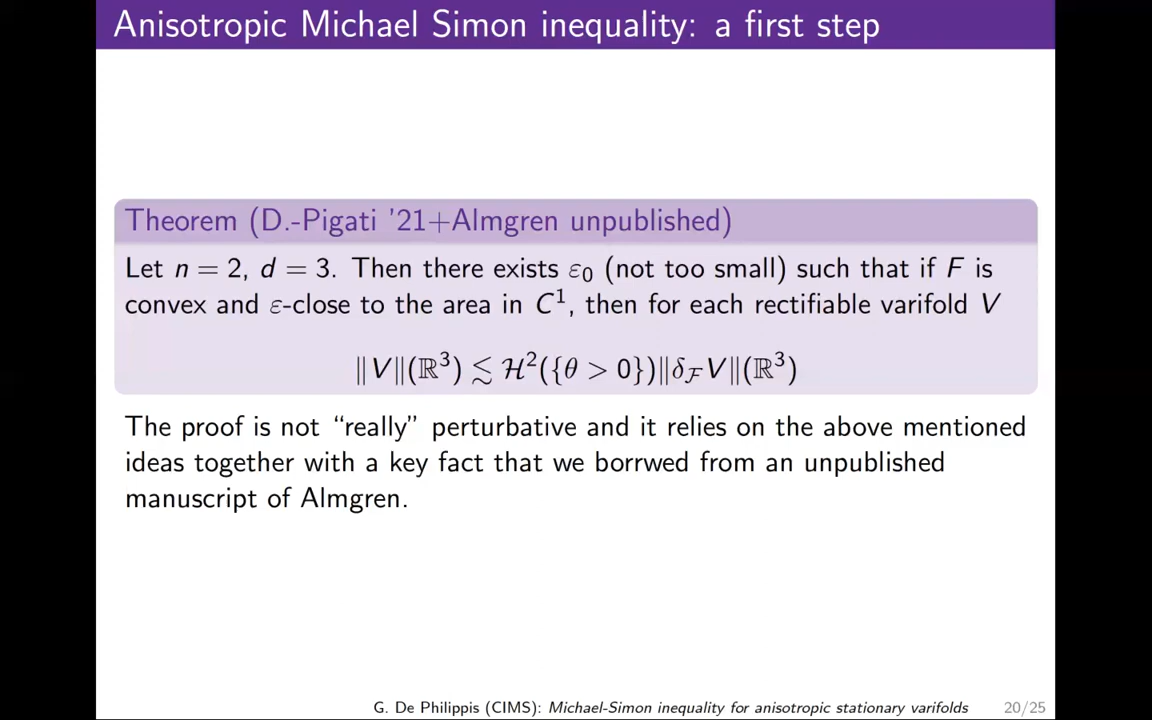 Anisotropic Michael Simon inequality: a first step
Theorem (D.-Pigati '21+Almgren unpublished)
Let n = 2, d = 3. Then there exists ε₀ (not too small) such that if F is
convex and ε-close to the area in C¹, then for each rectifiable varifold V
‖V‖(ℝ³) ≲ ℋ²({θ > 0})‖δ_ℱV‖(ℝ³)
The proof is not “really” perturbative and it relies on the above mentioned
ideas together with a key fact that we borrwed from an unpublished
manuscript of Almgren.
G. De Philippis (CIMS): Michael-Simon inequality for anisotropic stationary varifolds 20/25